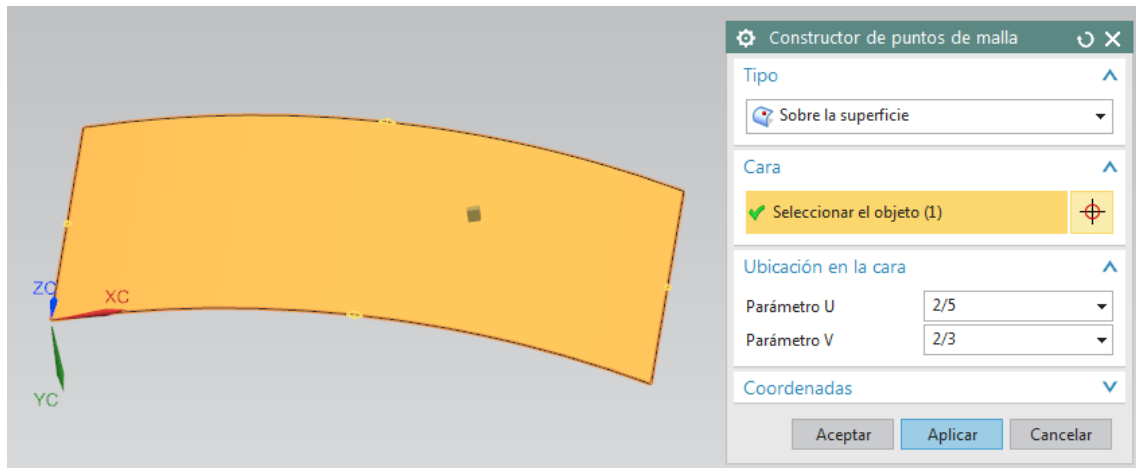 Constructor de puntos de malla
Tipo
Sobre la superficie
Cara
Seleccionar el objeto (1)
Ubicación en la cara
Parámetro U 2/5
Parámetro V 2/3
Coordenadas
Aceptar Aplicar Cancelar
ZC
XC
YC